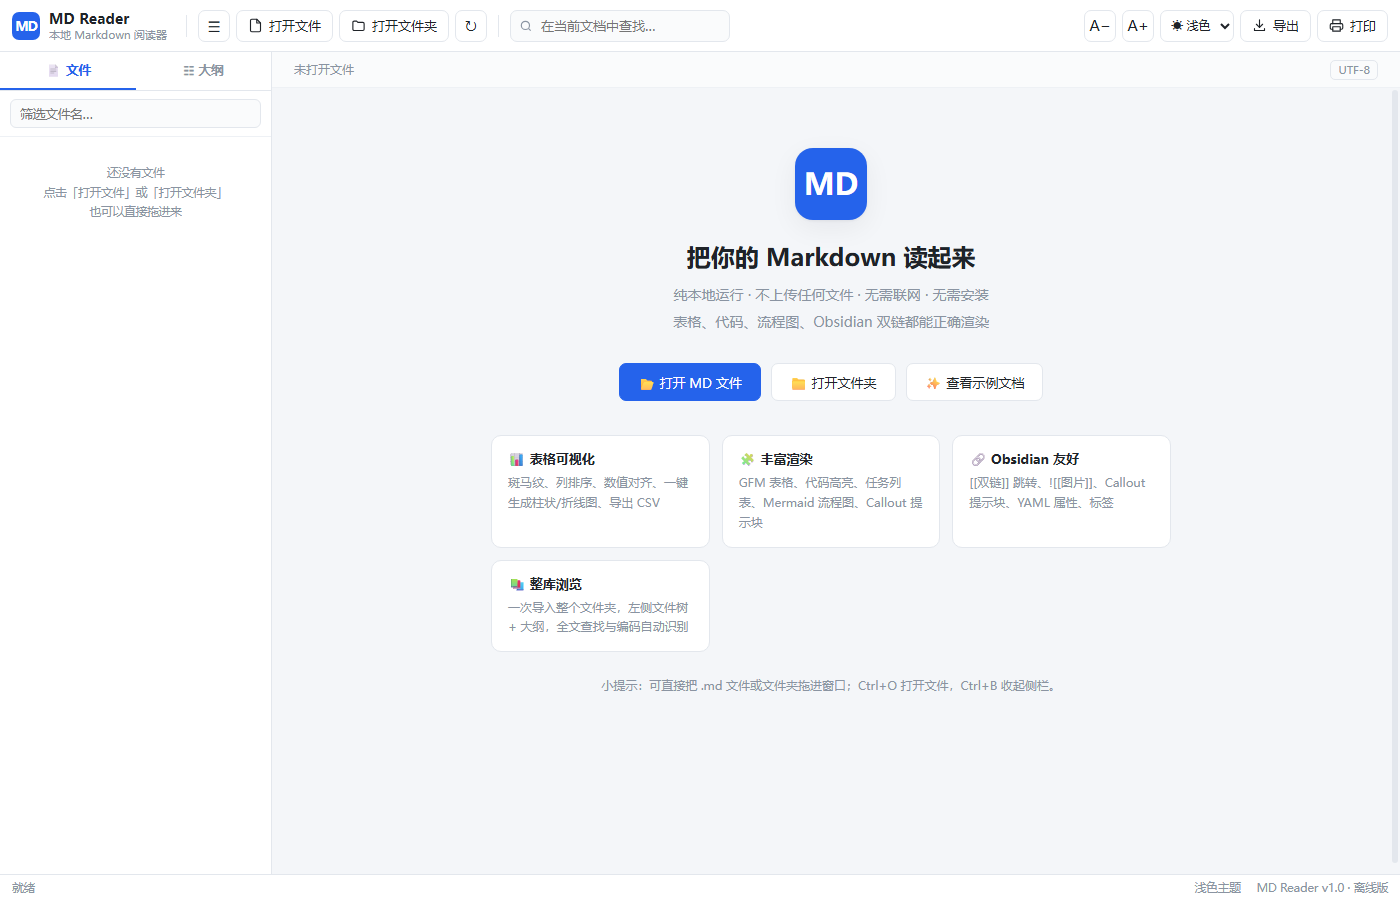 MD
MD Reader
本地 Markdown 阅读器
☰
打开文件
打开文件夹
↻
在当前文档中查找...
A−
A+
☀ 浅色
导出
打印
文件
☷ 大纲
未打开文件
UTF-8
筛选文件名...
还没有文件
点击「打开文件」或「打开文件夹」
也可以直接拖进来
MD
把你的 Markdown 读起来
纯本地运行 · 不上传任何文件 · 无需联网 · 无需安装
表格、代码、流程图、Obsidian 双链都能正确渲染
📂 打开 MD 文件
📁 打开文件夹
✨ 查看示例文档
📊 表格可视化
斑马纹、列排序、数值对齐、一键
生成柱状/折线图、导出 CSV
🧩 丰富渲染
GFM 表格、代码高亮、任务列
表、Mermaid 流程图、Callout 提
示块
🔗 Obsidian 友好
[[双链]] 跳转、![[图片]]、Callout
提示块、YAML 属性、标签
📚 整库浏览
一次导入整个文件夹，左侧文件树
+ 大纲，全文查找与编码自动识别
小提示：可直接把 .md 文件或文件夹拖进窗口；Ctrl+O 打开文件，Ctrl+B 收起侧栏。
就绪
浅色主题
MD Reader v1.0 · 离线版